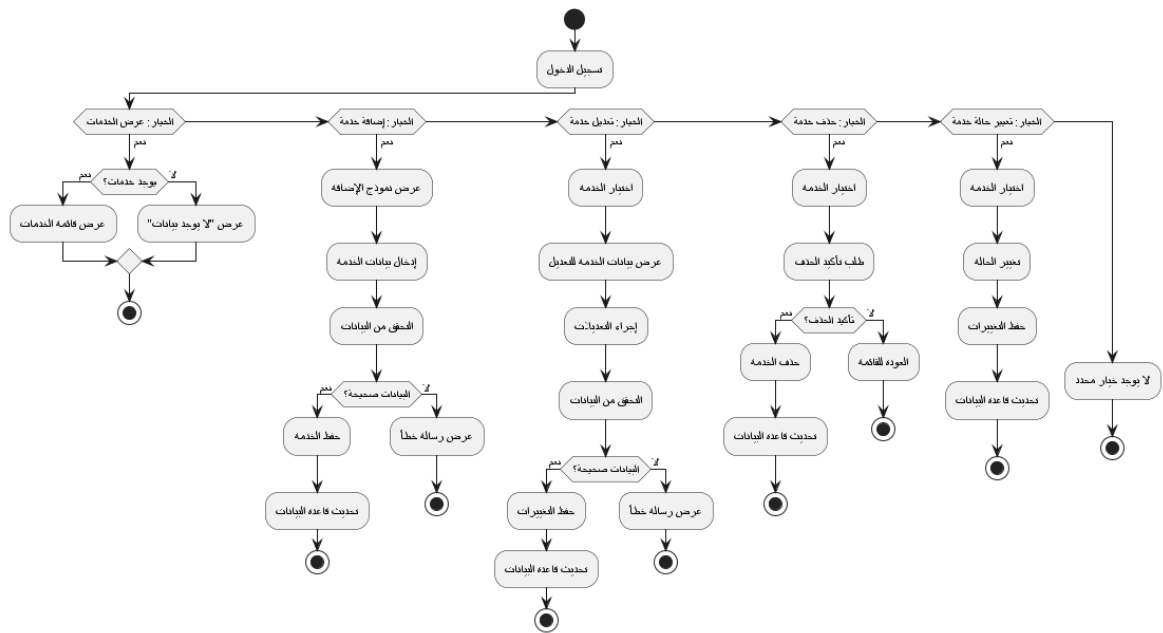 تسجيل الدخول
الخيار : عرض الخدمات
نعم
يوجد خدمات؟
نعم
لا
عرض قائمة الخدمات
عرض "لا يوجد بيانات"
الخيار : إضافة خدمة
نعم
عرض نموذج الإضافة
إدخال بيانات الخدمة
التحقق من البيانات
البيانات صحيحة؟
نعم
لا
حفظ الخدمة
عرض رسالة خطأ
تحديث قاعدة البيانات
الخيار : تعديل خدمة
نعم
اختيار الخدمة
عرض بيانات الخدمة للتعديل
إجراء التعديلات
التحقق من البيانات
البيانات صحيحة؟
نعم
لا
حفظ التغييرات
عرض رسالة خطأ
تحديث قاعدة البيانات
الخيار : حذف خدمة
نعم
اختيار الخدمة
طلب تأكيد الحذف
تأكيد الحذف؟
نعم
لا
حذف الخدمة
العودة للقائمة
تحديث قاعدة البيانات
الخيار : تغيير حالة خدمة
نعم
اختيار الخدمة
تغيير الحالة
حفظ التغييرات
تحديث قاعدة البيانات
لا يوجد خيار محدد